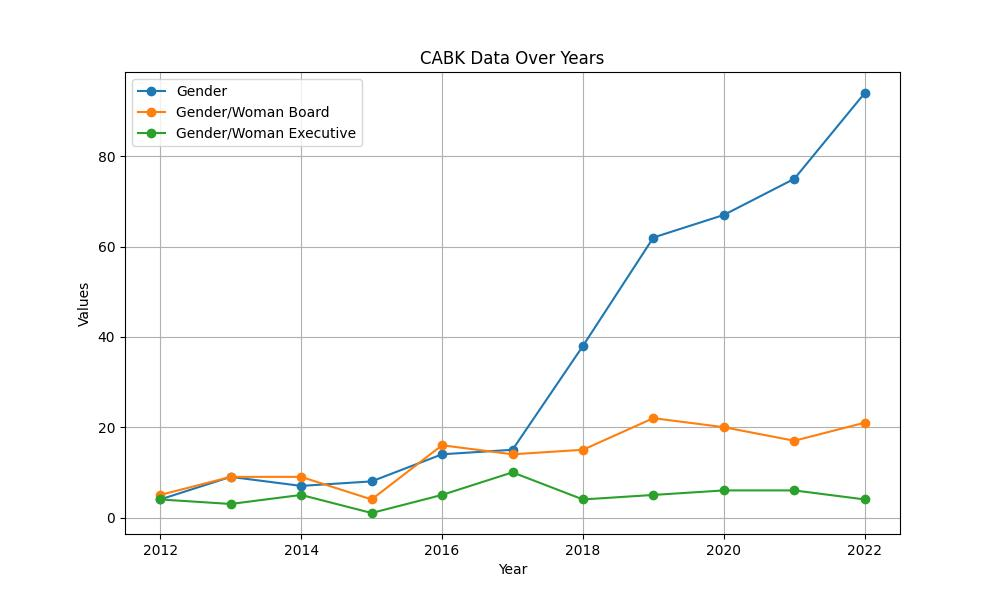 CABK Data Over Years
Gender
Gender/Woman Board
Gender/Woman Executive
80
60
40
20
0
Values
2012 2014 2016 2018 2020 2022
Year